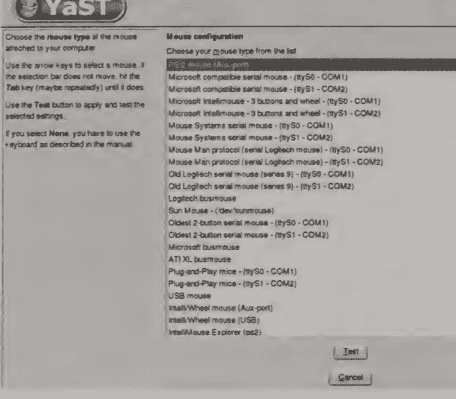 YaST
Choose the mouse type of the mouse
attached to your computer
Use the arrow keys to select a mouse. If
the selection bar does not move, hit the
Tab key (maybe repeatedly) until it does
Use the Test button to apply and test the
selected settings.
If you select None, you have to use the
keyboard as described in the manual
Mouse configuration
Choose your mouse type from the list
PS/2 mouse (Aux-port)
Microsoft compatible serial mouse - (ttyS0 - COM1)
Microsoft compatible serial mouse - (ttyS1 - COM2)
Microsoft Intellimouse - 3 buttons and wheel - (ttyS0 - COM1)
Microsoft Intellimouse - 3 buttons and wheel - (ttyS1 - COM2)
Mouse Systems serial mouse - (ttyS0 - COM1)
Mouse Systems serial mouse - (ttyS1 - COM2)
Mouse Man protocol (serial Logitech mouse) - (ttyS0 - COM1)
Mouse Man protocol (serial Logitech mouse) - (ttyS1 - COM2)
Old Logitech serial mouse (series 9) - (ttyS0 - COM1)
Old Logitech serial mouse (series 9) - (ttyS1 - COM2)
Logitech busmouse
Sun Mouse - (/dev/sunmouse)
Oldest 2-button serial mouse - (ttyS0 - COM1)
Oldest 2-button serial mouse - (ttyS1 - COM2)
Microsoft busmouse
ATI XL busmouse
Plug-and-Play mice - (ttyS0 - COM1)
Plug-and-Play mice - (ttyS1 - COM2)
USB mouse
Intelli/Wheel mouse (Aux-port)
Intelli/Wheel mouse (USB)
IntelliMouse Explorer (ps2)
Test
Cancel